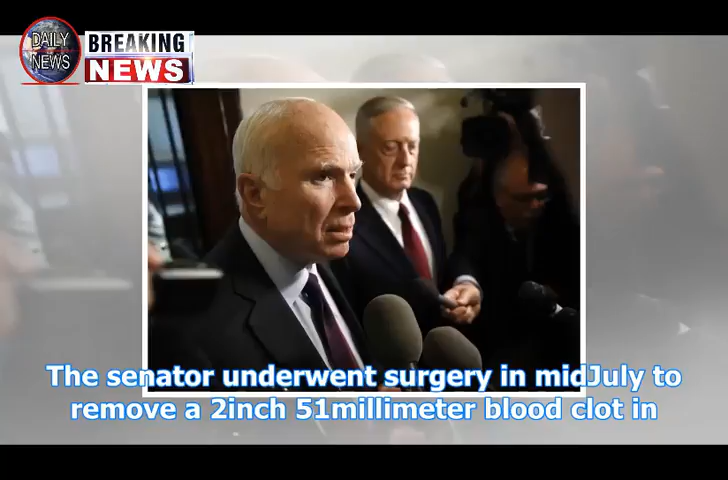 DAILY
NEWS
BREAKING
NEWS
The senator underwent surgery in midJuly to
remove a 2inch 51millimeter blood clot in